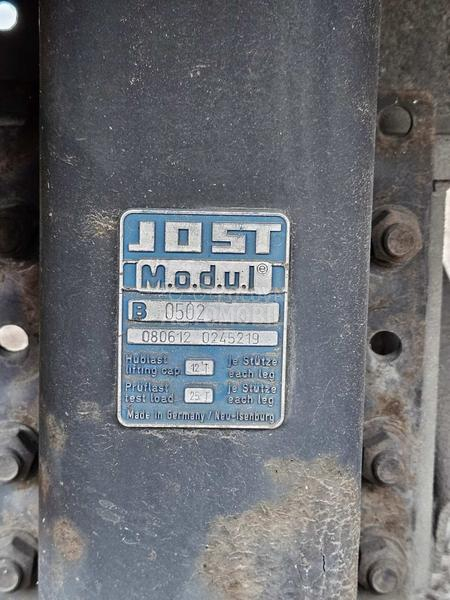 JOST
M.o.d.u.l®
B 0502
080612 0245219
Hublast
lifting cap 12 T je Stütze
each leg
Prüflast
test load 25 T je Stütze
each leg
Made in Germany / Neu-Isenburg